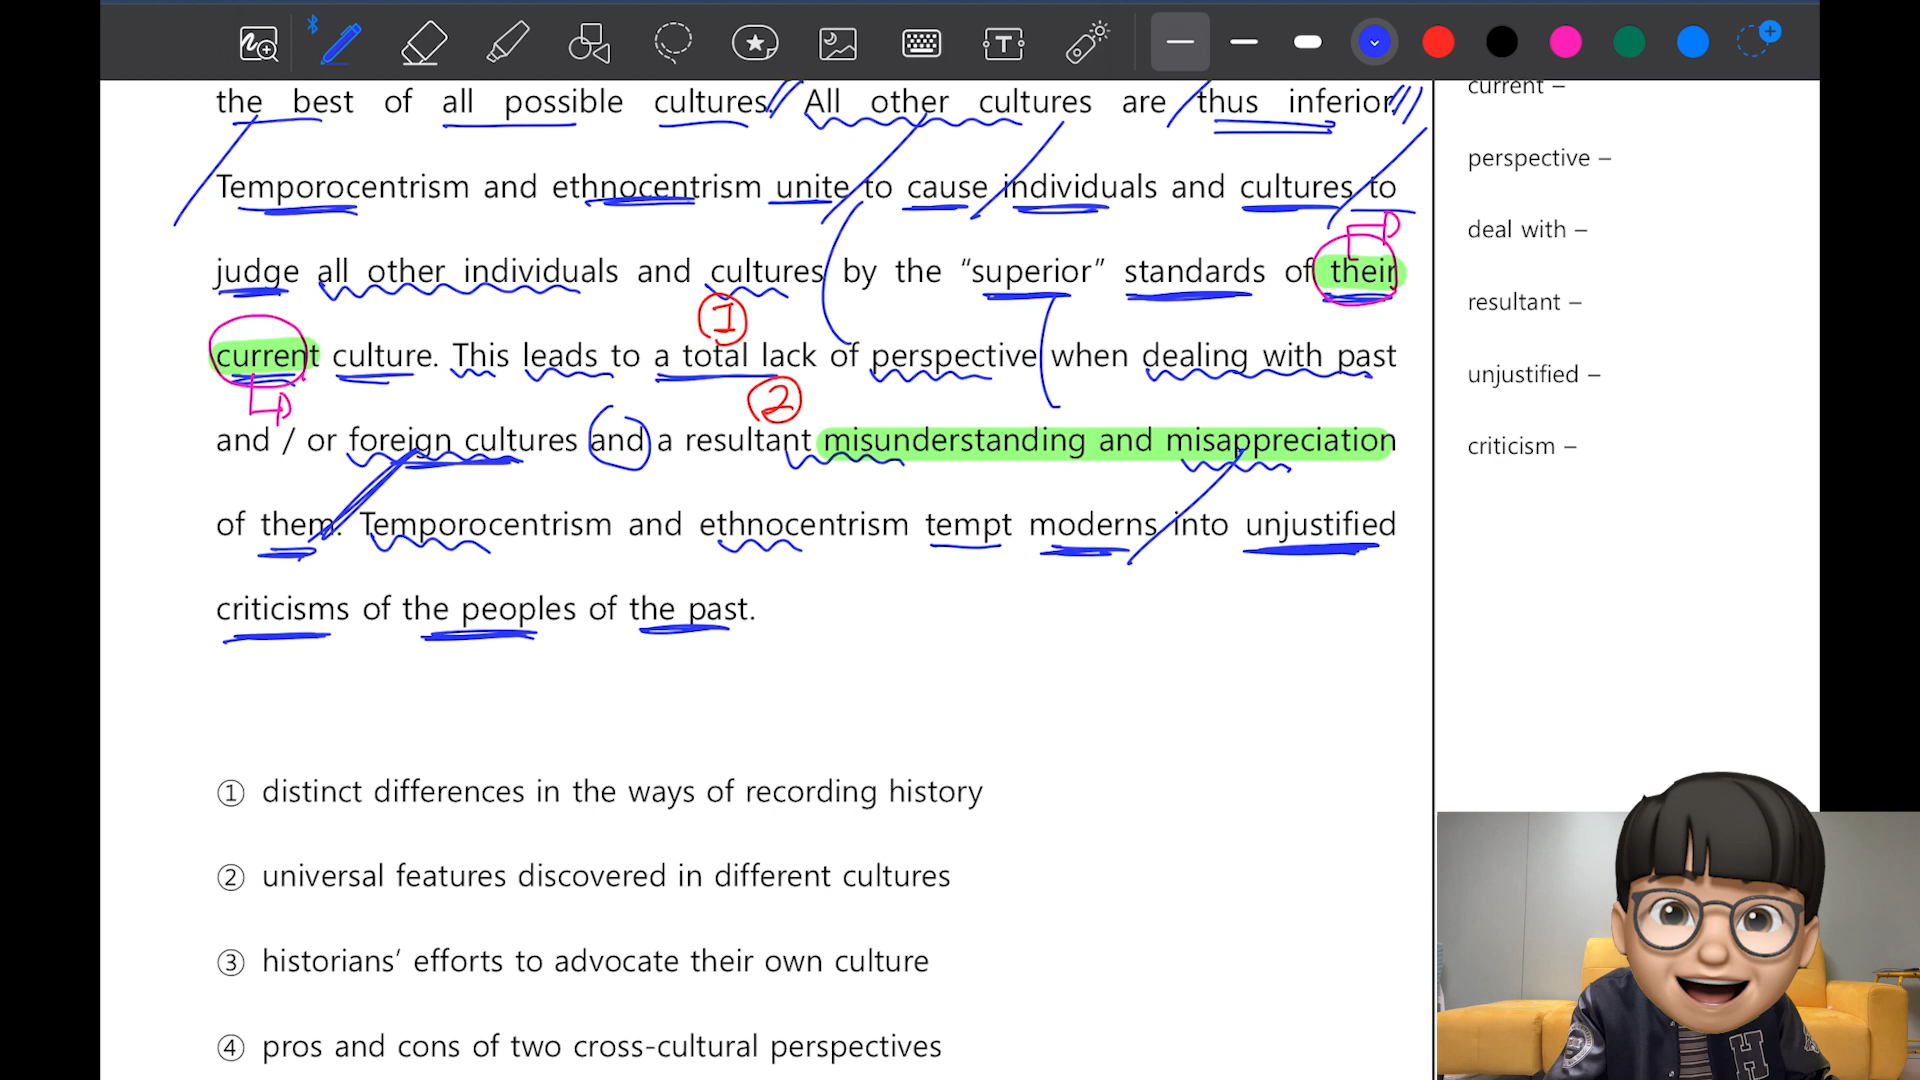 the best of all possible cultures. All other cultures are thus inferior.
Temporocentrism and ethnocentrism unite to cause individuals and cultures to
judge all other individuals and cultures by the “superior” standards of their
current culture. This leads to a total lack of perspective when dealing with past
and / or foreign cultures and a resultant misunderstanding and misappreciation
of them. Temporocentrism and ethnocentrism tempt moderns into unjustified
criticisms of the peoples of the past.
① distinct differences in the ways of recording history
② universal features discovered in different cultures
③ historians’ efforts to advocate their own culture
④ pros and cons of two cross-cultural perspectives
current –
perspective –
deal with –
resultant –
unjustified –
criticism –
①
②
P
P
T
H